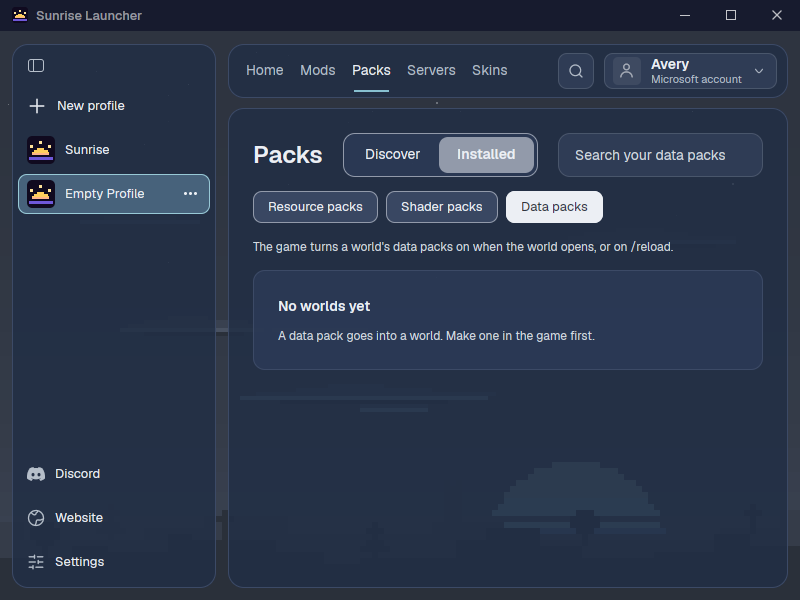 Sunrise Launcher
New profile
Sunrise
Empty Profile
Discord
Website
Settings
Home Mods Packs Servers Skins
Avery
Microsoft account
Packs
Discover Installed
Search your data packs
Resource packs Shader packs Data packs
The game turns a world's data packs on when the world opens, or on /reload.
No worlds yet
A data pack goes into a world. Make one in the game first.